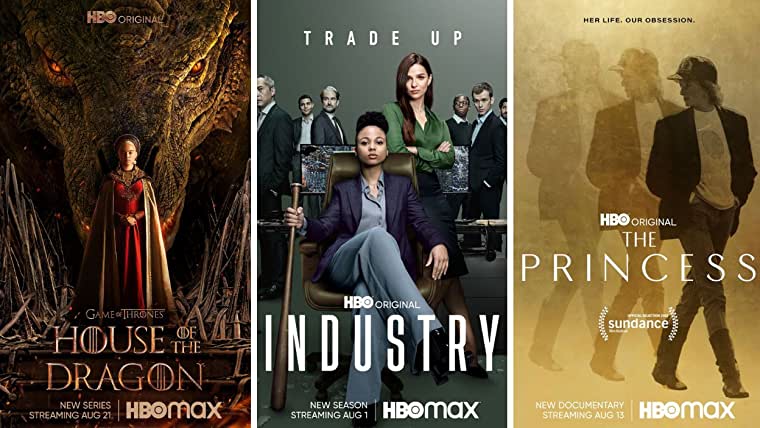 HBO ORIGINAL
GAME OF THRONES
HOUSE OF THE
DRAGON
NEW SERIES
STREAMING AUG 21
HBOMAX
TRADE UP
HBO ORIGINAL
INDUSTRY
NEW SEASON
STREAMING AUG 1
HBOMAX
HER LIFE. OUR OBSESSION.
HBO ORIGINAL
THE
PRINCESS
sundance
NEW DOCUMENTARY
STREAMING AUG 13
HBOMAX